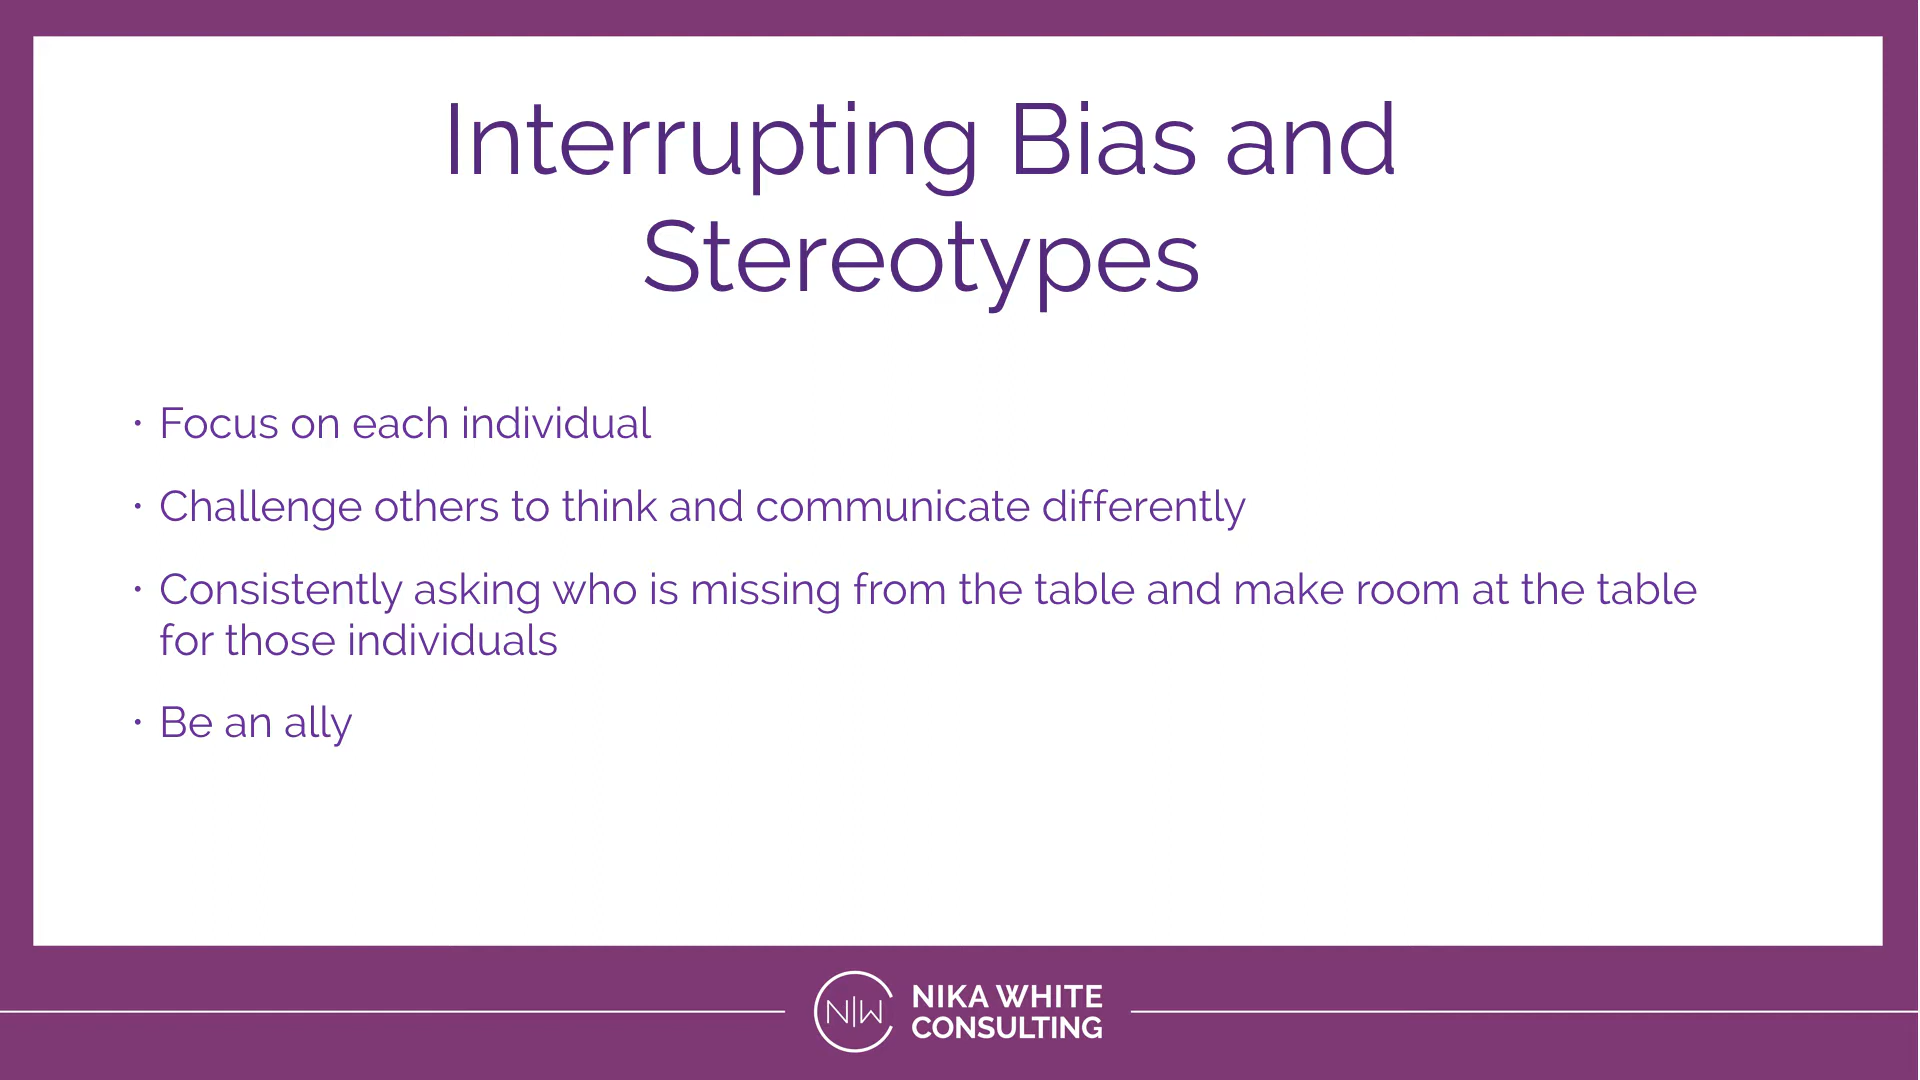 Interrupting Bias and
Stereotypes
· Focus on each individual
· Challenge others to think and communicate differently
· Consistently asking who is missing from the table and make room at the table
for those individuals
· Be an ally
N|W
NIKA WHITE
CONSULTING